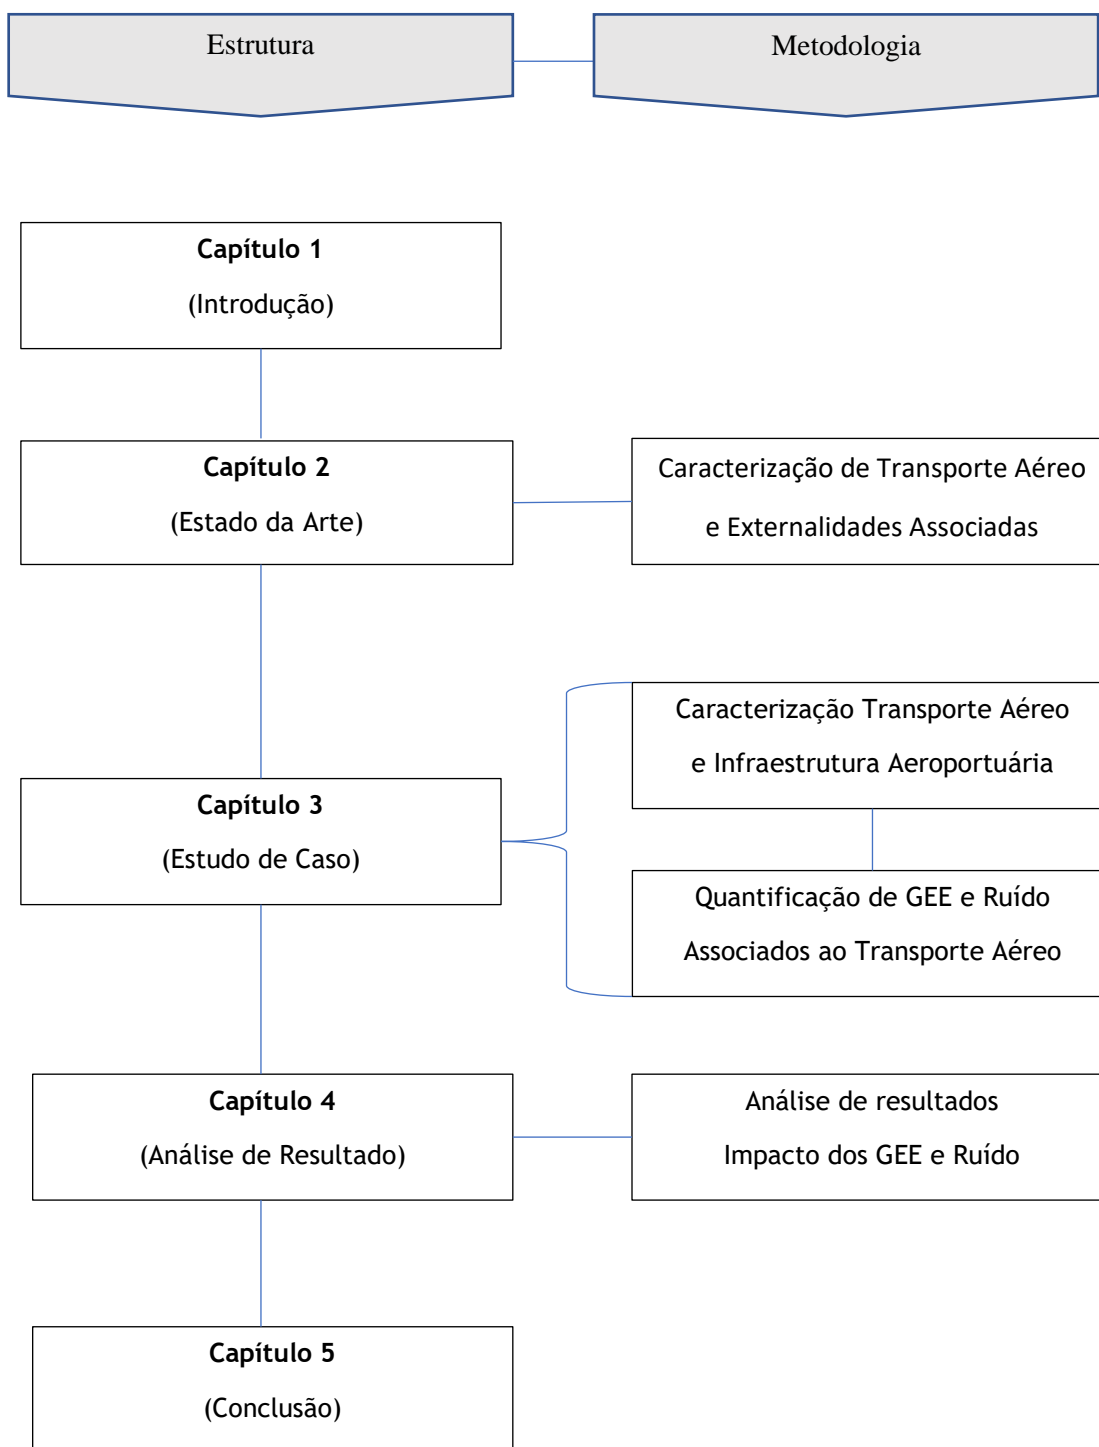 Estrutura
Metodologia
Capítulo 1
(Introdução)
Capítulo 2
(Estado da Arte)
Caracterização de Transporte Aéreo
e Externalidades Associadas
Caracterização Transporte Aéreo
e Infraestrutura Aeroportuária
Capítulo 3
(Estudo de Caso)
Quantificação de GEE e Ruído
Associados ao Transporte Aéreo
Capítulo 4
(Análise de Resultado)
Análise de resultados
Impacto dos GEE e Ruído
Capítulo 5
(Conclusão)